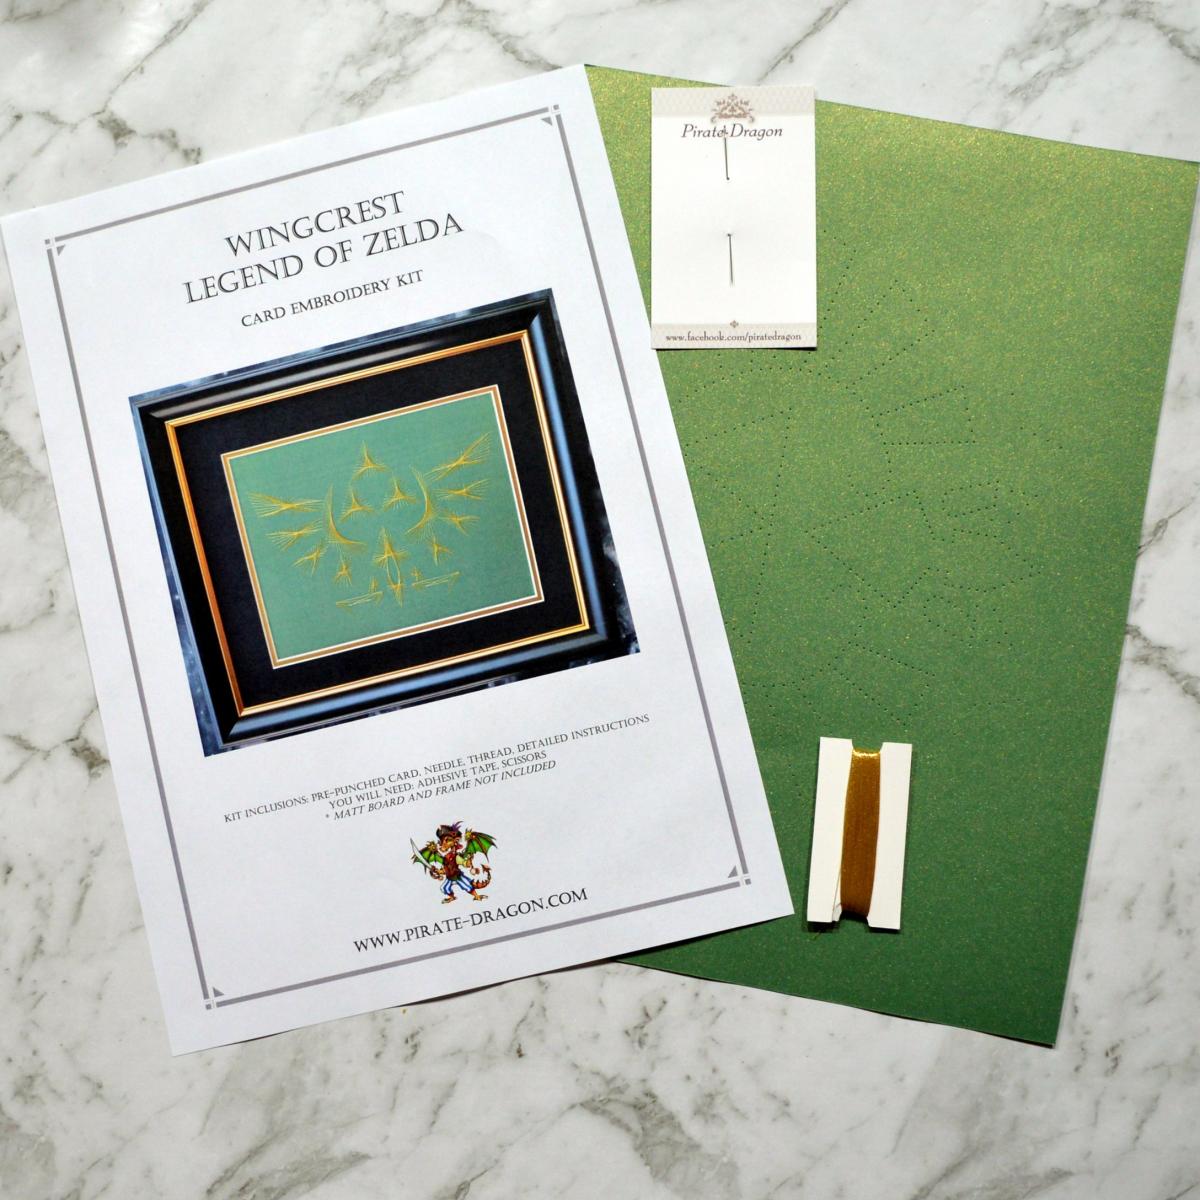 WINGCREST
LEGEND OF ZELDA
CARD EMBROIDERY KIT
KIT INCLUSIONS: PRE-PUNCHED CARD, NEEDLE, THREAD, DETAILED INSTRUCTIONS
YOU WILL NEED: ADHESIVE TAPE, SCISSORS
* MATT BOARD AND FRAME NOT INCLUDED
WWW.PIRATE-DRAGON.COM
Pirate-Dragon
www.facebook.com/piratedragon